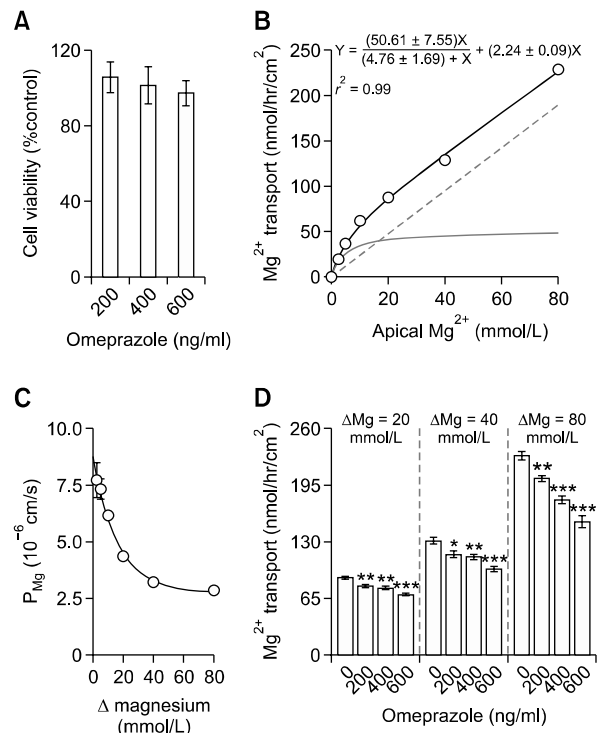 A
Cell viability (%control)
120
80
40
0
200 400 600
Omeprazole (ng/ml)
B
Mg²⁺ transport (nmol/hr/cm²)
250
200
150
100
50
0
Y = (50.61 ± 7.55)X / (4.76 ± 1.69) + X + (2.24 ± 0.09)X
r² = 0.99
0 20 40 60 80
Apical Mg²⁺ (mmol/L)
C
P_Mg (10⁻⁶ cm/s)
10.0
7.5
5.0
2.5
0
0 20 40 60 80
Δ magnesium
(mmol/L)
D
Mg²⁺ transport (nmol/hr/cm²)
260
195
130
65
0
ΔMg = 20
mmol/L
ΔMg = 40
mmol/L
ΔMg = 80
mmol/L
** ** ***
* ** ***
** *** ***
0 200 400 600 0 200 400 600 0 200 400 600
Omeprazole (ng/ml)